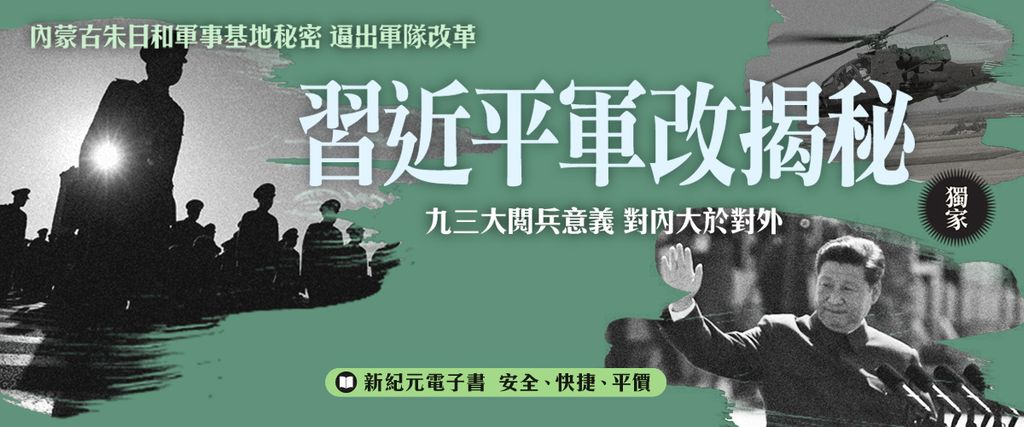 內蒙古朱日和軍事基地秘密 逼出軍隊改革
習近平軍改揭秘
獨家
九三大閱兵意義 對內大於對外
新紀元電子書 安全、快捷、平價